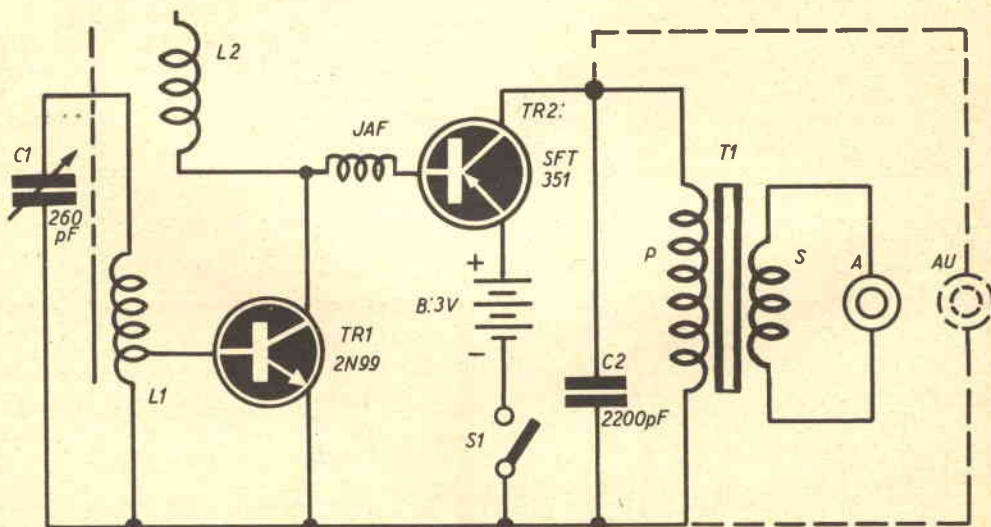 L2
C1
260
pF
L1
JAF
TR1
2N99
TR2:
SFT
351
+
B:3V
−
S1
C2
2200pF
P
T1
S
A
AU